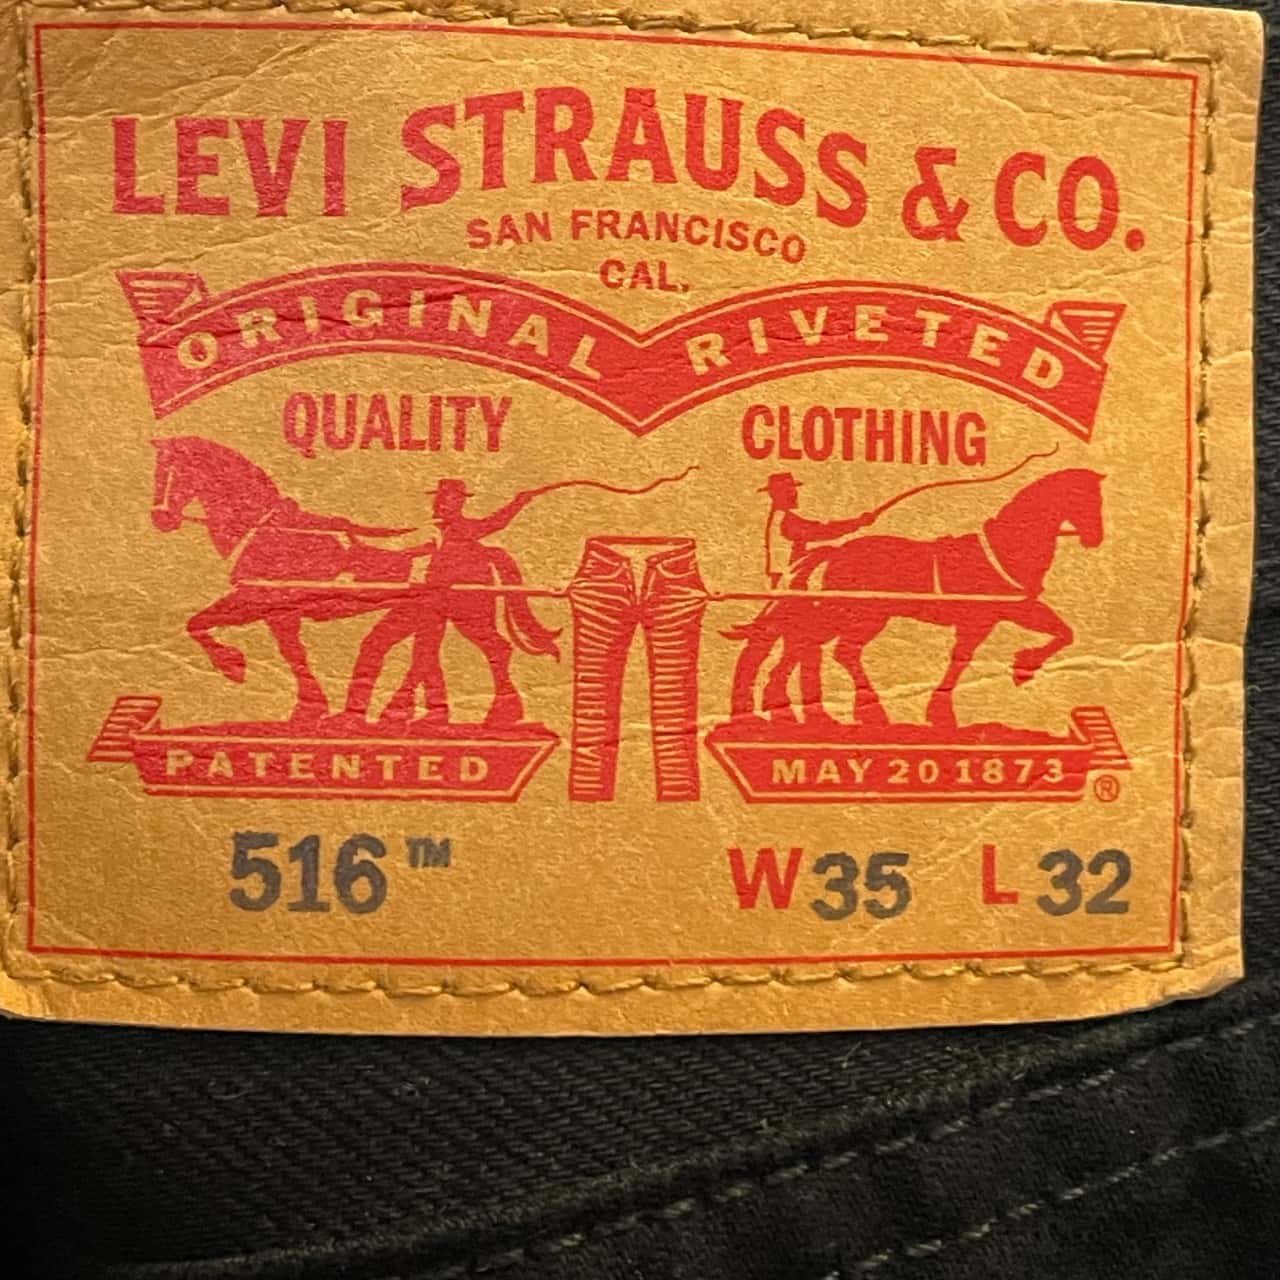 LEVI STRAUSS & CO.
SAN FRANCISCO
CAL.
ORIGINAL RIVETED
QUALITY CLOTHING
PATENTED MAY 20 1873 ®
516™ W35 L32